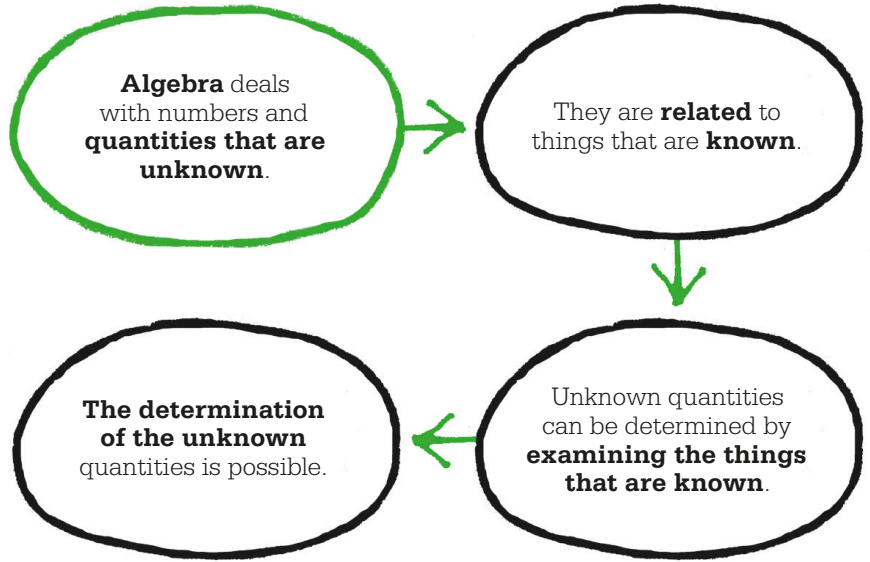 Algebra deals
with numbers and
quantities that are
unknown.
They are related to
things that are known.
Unknown quantities
can be determined by
examining the things
that are known.
The determination
of the unknown
quantities is possible.